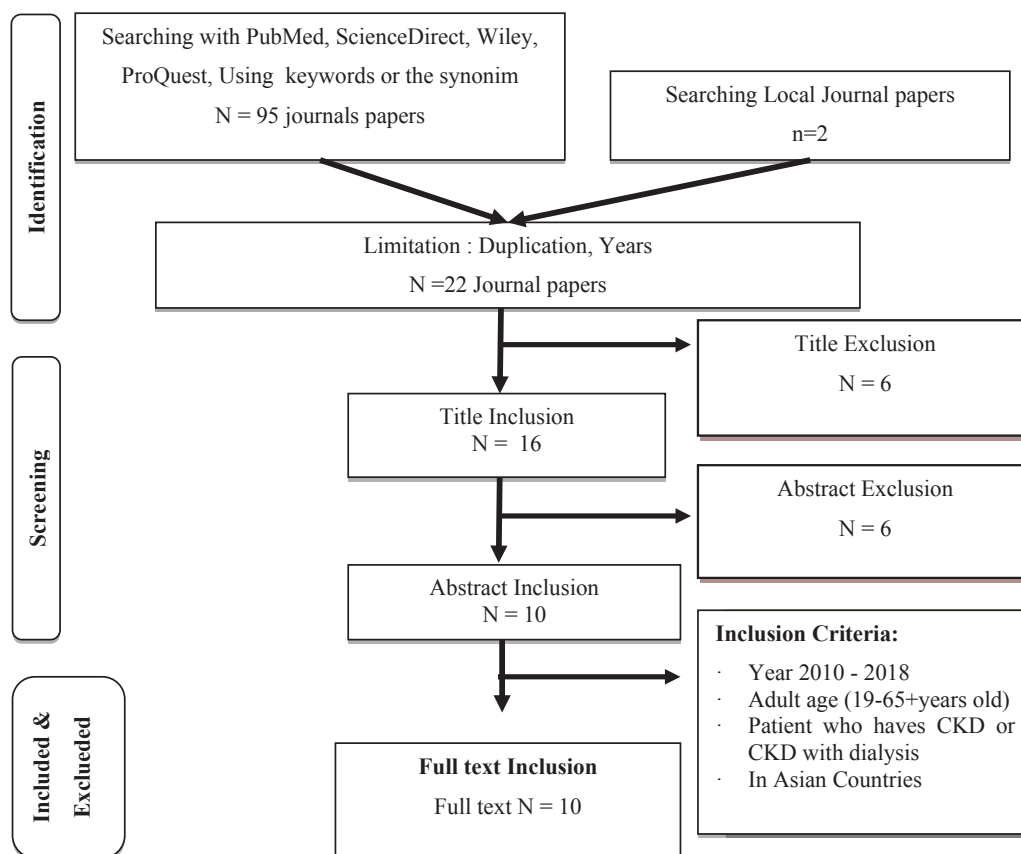 Identification
Searching with PubMed, ScienceDirect, Wiley,
ProQuest, Using keywords or the synonim
N = 95 journals papers
Searching Local Journal papers
n=2
Limitation : Duplication, Years
N =22 Journal papers
Screening
Title Exclusion
N = 6
Title Inclusion
N = 16
Abstract Exclusion
N = 6
Abstract Inclusion
N = 10
Included &
Exclueded
Inclusion Criteria:
· Year 2010 - 2018
· Adult age (19-65+years old)
· Patient who haves CKD or
CKD with dialysis
· In Asian Countries
Full text Inclusion
Full text N = 10